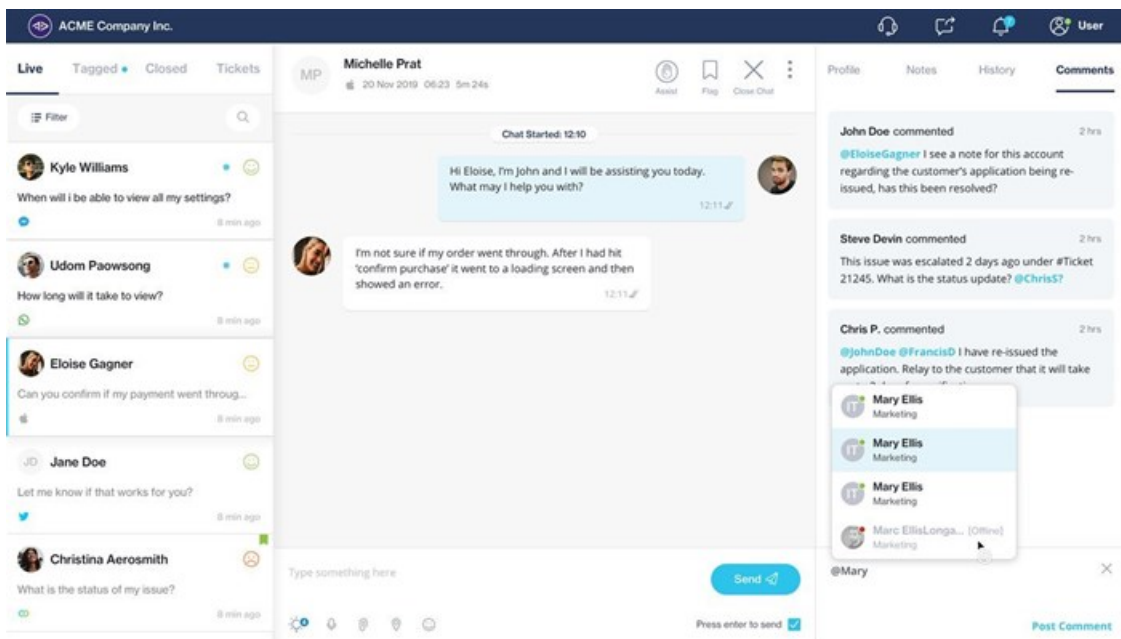 ACME Company Inc.
7
User
Live
Tagged
Closed
Tickets
Filter
Kyle Williams
When will i be able to view all my settings?
8 min ago
Udom Paowsong
How long will it take to view?
8 min ago
Eloise Gagner
Can you confirm if my payment went throug...
8 min ago
JD
Jane Doe
Let me know if that works for you?
8 min ago
Christina Aerosmith
What is the status of my issue?
8 min ago
MP
Michelle Prat
20 Nov 2019 06:23 5m 24s
Assist
Flag
Close Chat
Chat Started: 12:10
Hi Eloise, I'm John and I will be assisting you today.
What may I help you with?
12:11
I'm not sure if my order went through. After I had hit
'confirm purchase' it went to a loading screen and then
showed an error.
12:11
Type something here
Send
Press enter to send
Profile
Notes
History
Comments
John Doe commented
2 hrs
@EloiseGagner I see a note for this account
regarding the customer's application being re-
issued, has this been resolved?
Steve Devin commented
2 hrs
This issue was escalated 2 days ago under #Ticket
21245. What is the status update? @ChrisS?
Chris P. commented
2 hrs
@JohnDoe @FrancisD I have re-issued the
application. Relay to the customer that it will take
IT
Mary Ellis
Marketing
IT
Mary Ellis
Marketing
IT
Mary Ellis
Marketing
Marc EllisLonga... [Offline]
Marketing
@Mary
Post Comment